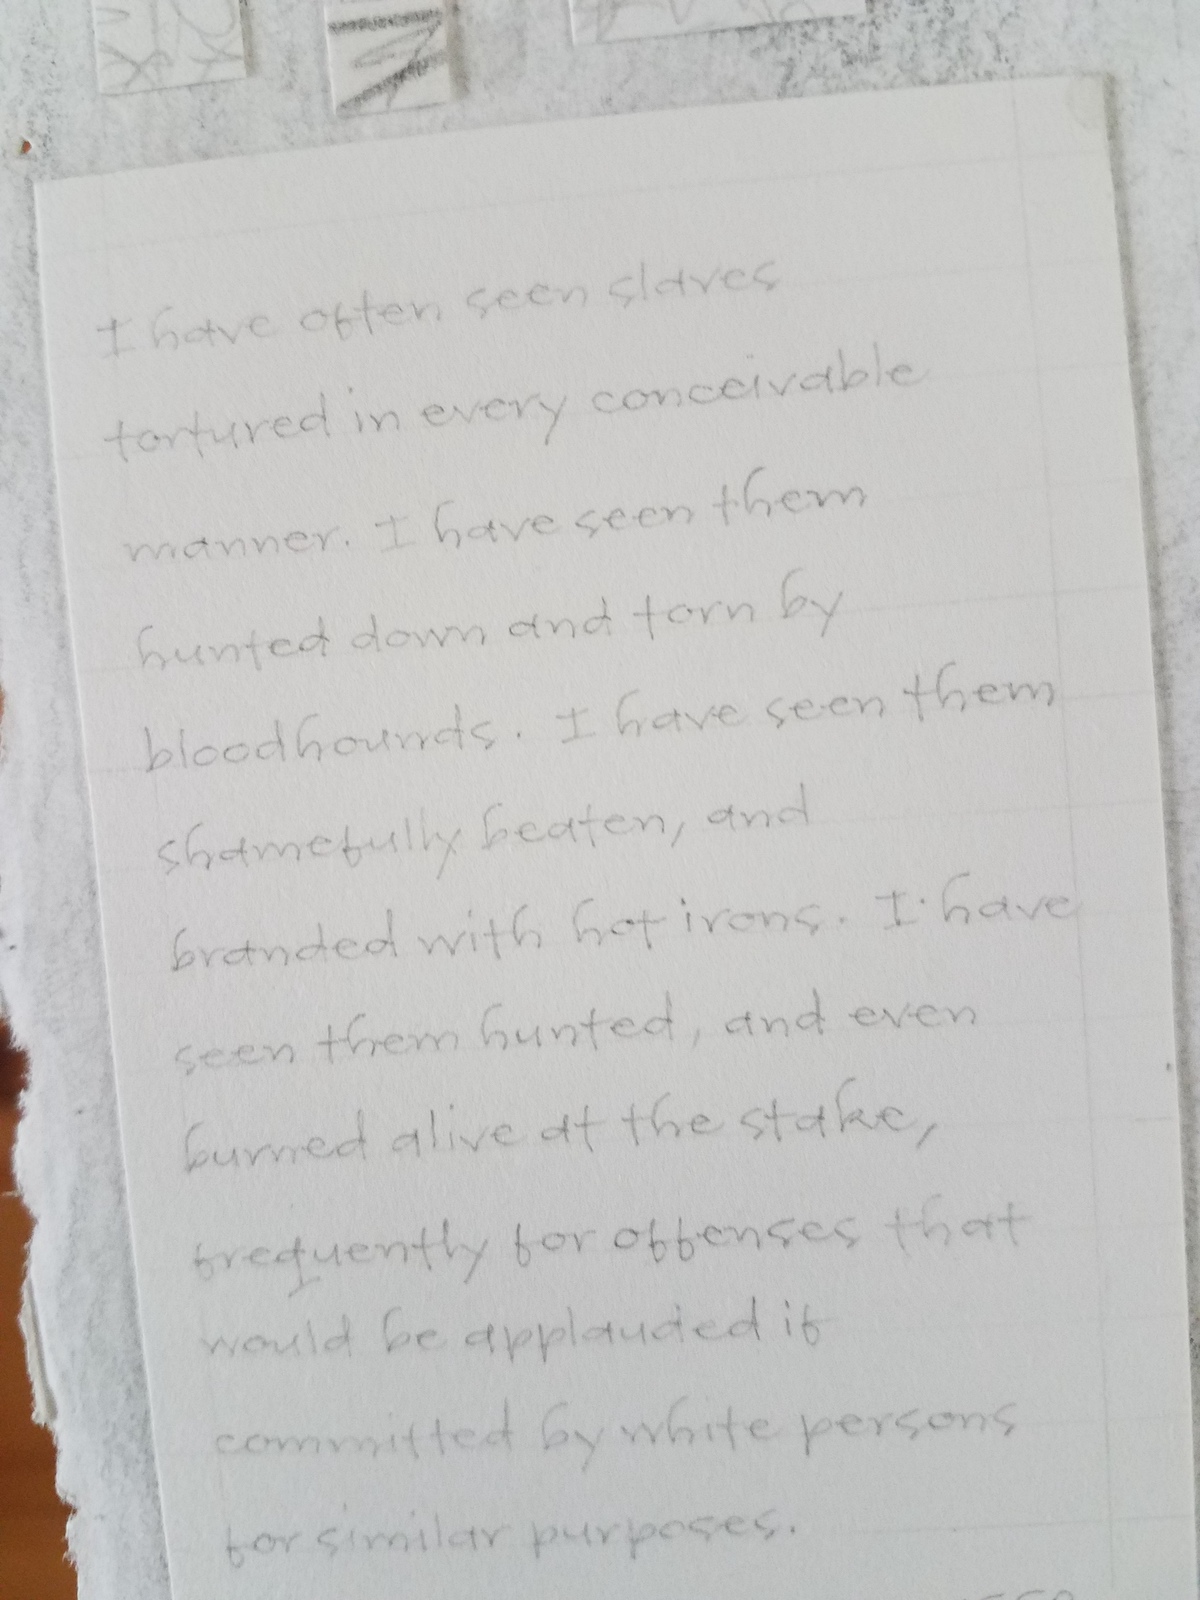 I have often seen slaves
tortured in every conceivable
manner. I have seen them
hunted down and torn by
bloodhounds. I have seen them
shamefully beaten, and
branded with hot irons. I have
seen them hunted, and even
burned alive at the stake,
frequently for offenses that
would be applauded if
committed by white persons
for similar purposes.